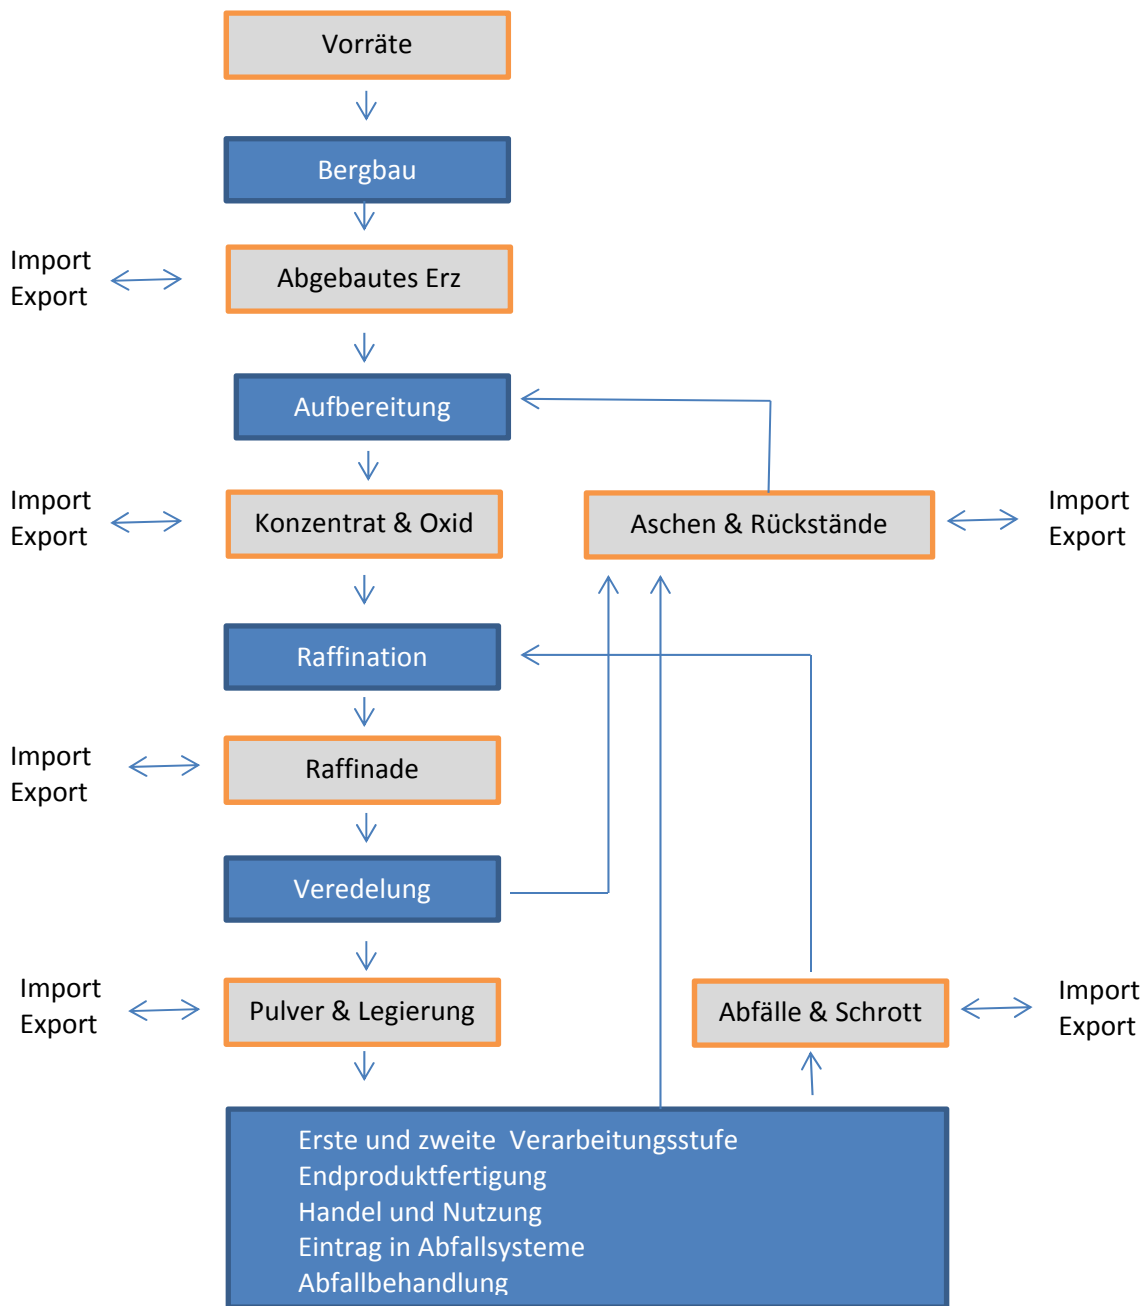 Vorräte
Bergbau
Import
Export
Abgebautes Erz
Aufbereitung
Import
Export
Konzentrat & Oxid
Aschen & Rückstände
Import
Export
Raffination
Import
Export
Raffinade
Veredelung
Import
Export
Pulver & Legierung
Abfälle & Schrott
Import
Export
Erste und zweite Verarbeitungsstufe
Endproduktfertigung
Handel und Nutzung
Eintrag in Abfallsysteme
Abfallbehandlung